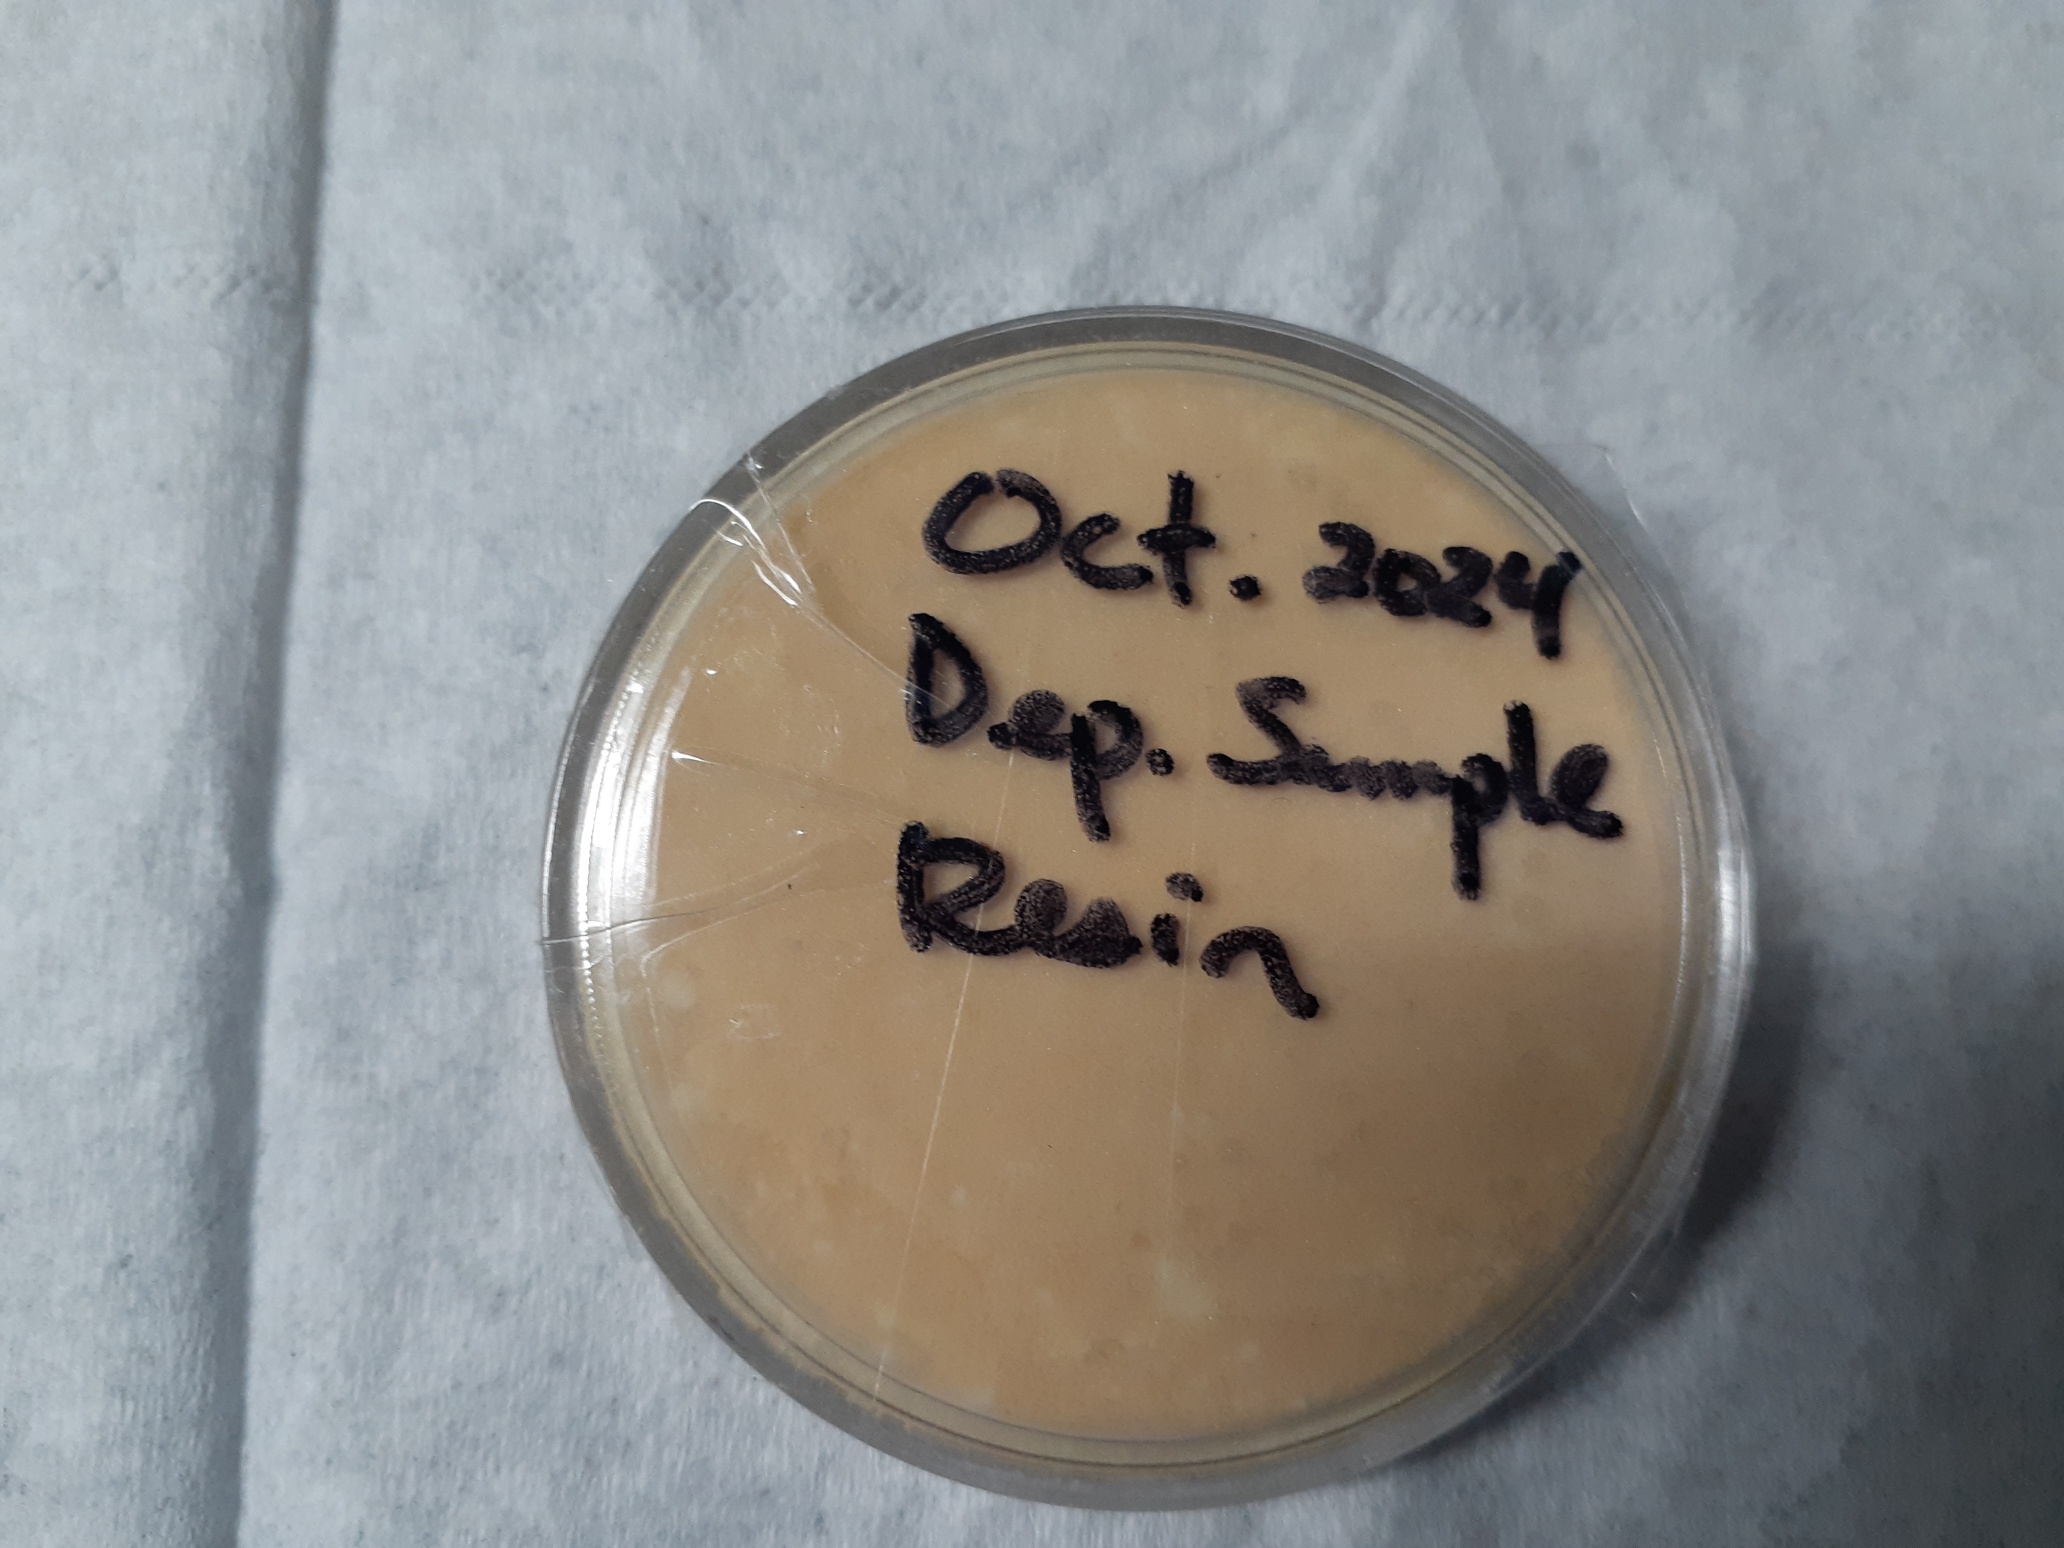 Oct. 2024
Dep. Sample
Resin